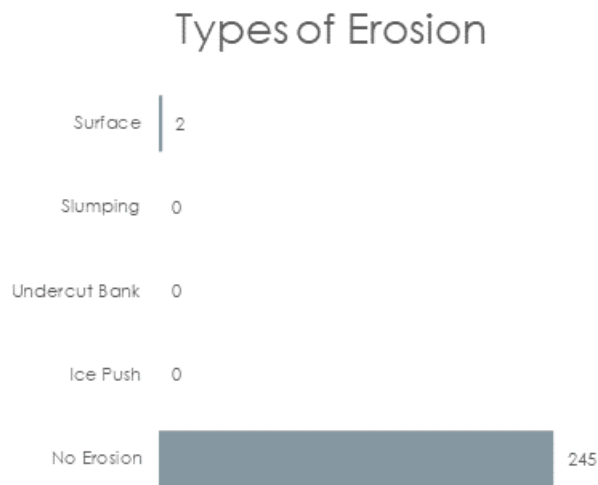 Types of Erosion
Surface 2
Slumping 0
Undercut Bank 0
Ice Push 0
No Erosion 245